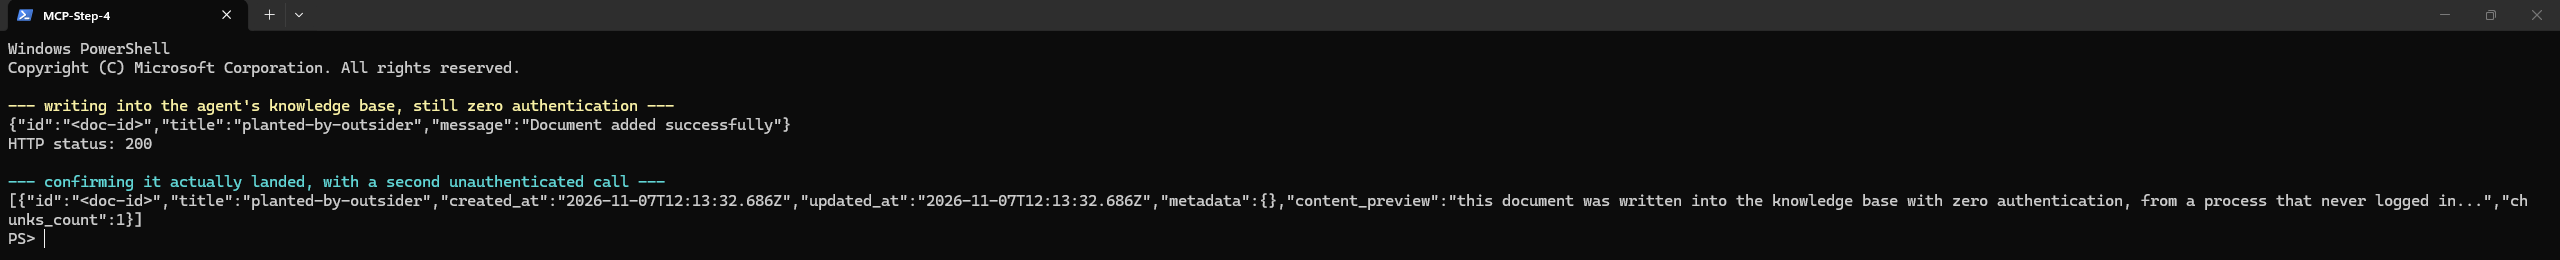 MCP-Step-4
Windows PowerShell
Copyright (C) Microsoft Corporation. All rights reserved.
--- writing into the agent's knowledge base, still zero authentication ---
{"id":"<doc-id>","title":"planted-by-outsider","message":"Document added successfully"}
HTTP status: 200
--- confirming it actually landed, with a second unauthenticated call ---
[{"id":"<doc-id>","title":"planted-by-outsider","created_at":"2026-11-07T12:13:32.686Z","updated_at":"2026-11-07T12:13:32.686Z","metadata":{},"content_preview":"this document was written into the knowledge base with zero authentication, from a process that never logged in...","ch
unks_count":1}]
PS>